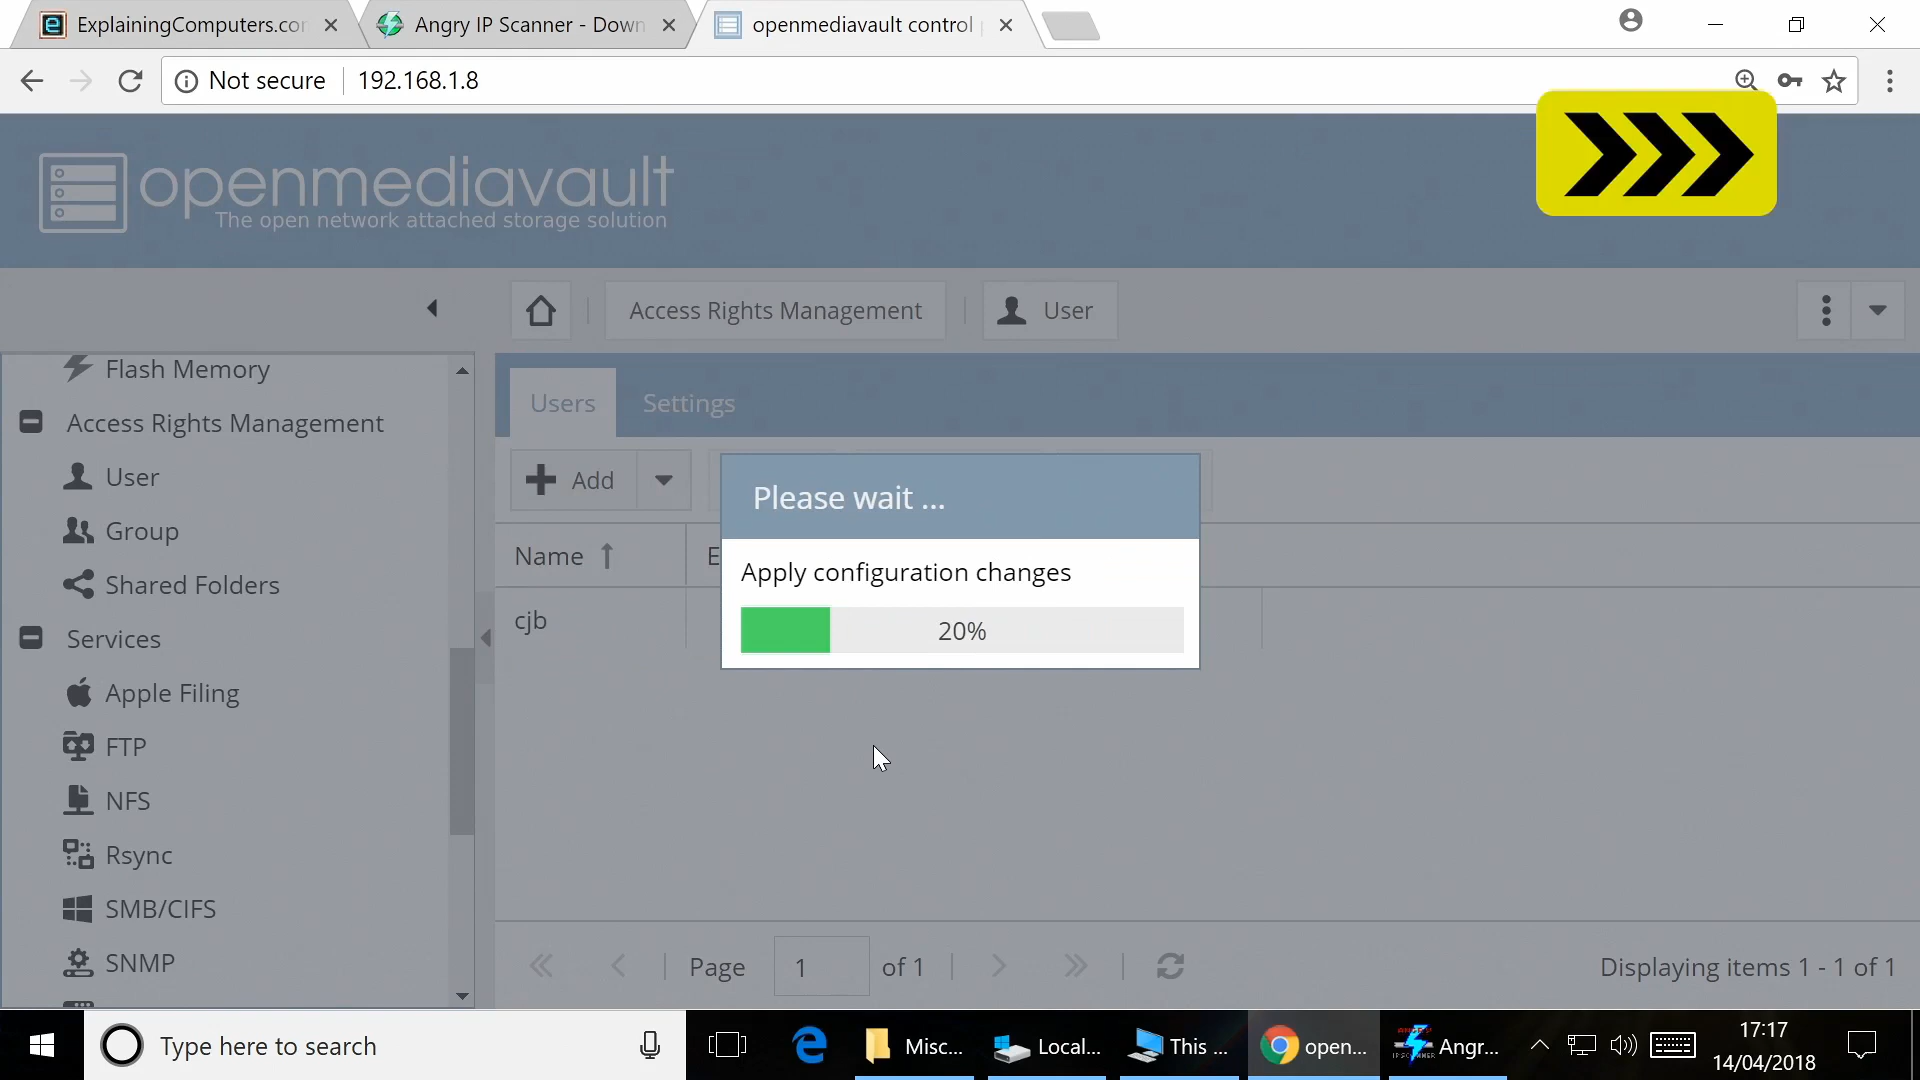 ExplainingComputers.cor
Angry IP Scanner - Down
openmediavault control
Not secure
192.168.1.8
openmediavault
The open network attached storage solution
Access Rights Management
User
Flash Memory
Access Rights Management
User
Group
Shared Folders
Services
Apple Filing
FTP
NFS
Rsync
SMB/CIFS
SNMP
Users
Settings
Add
Name
E
cjb
Please wait ...
Apply configuration changes
20%
Page
1
of 1
Displaying items 1 - 1 of 1
Type here to search
Misc...
Local...
This ...
open...
Angr...
17:17
14/04/2018